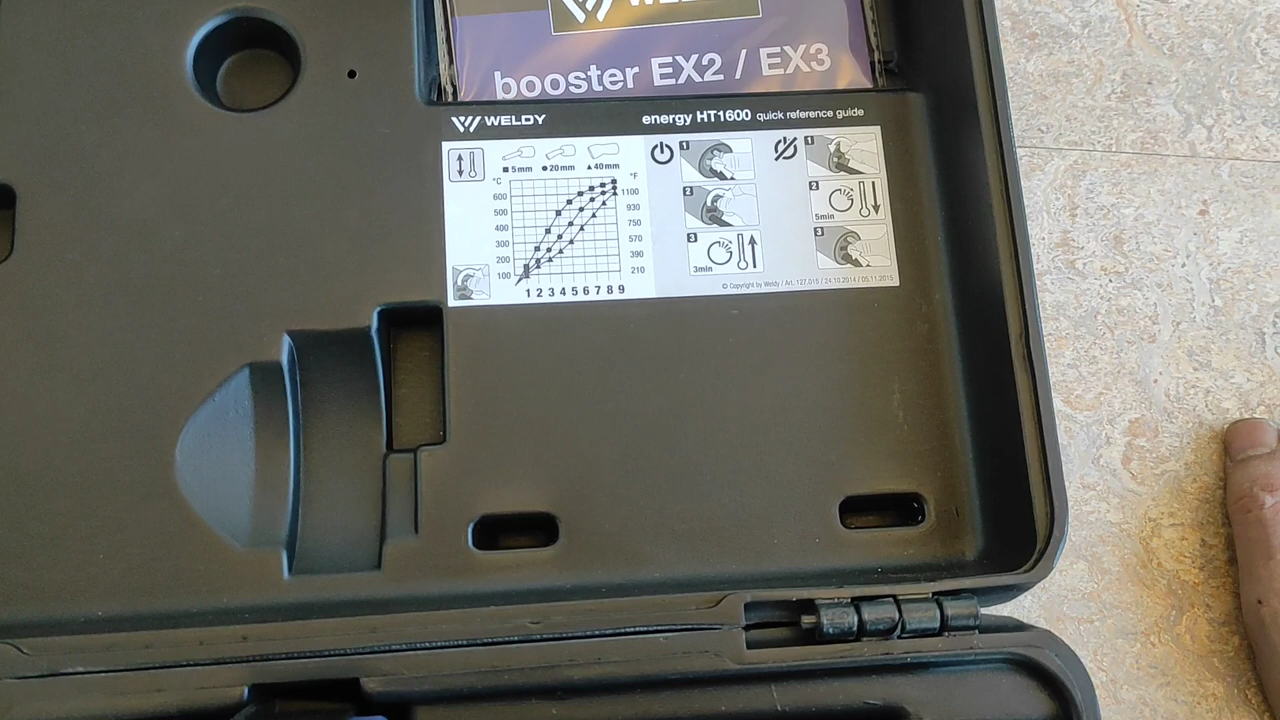 WELDY
booster EX2 / EX3
WELDY energy HT1600 quick reference guide
5mm 20mm 40mm
°C °F
600 1100
500 930
400 750
300 570
200 390
100 210
1 2 3 4 5 6 7 8 9
1
2
3
3min
1
2
5min
3
© Copyright by Weldy / Art. 127.015 / 24.10.2014 / 05.11.2015